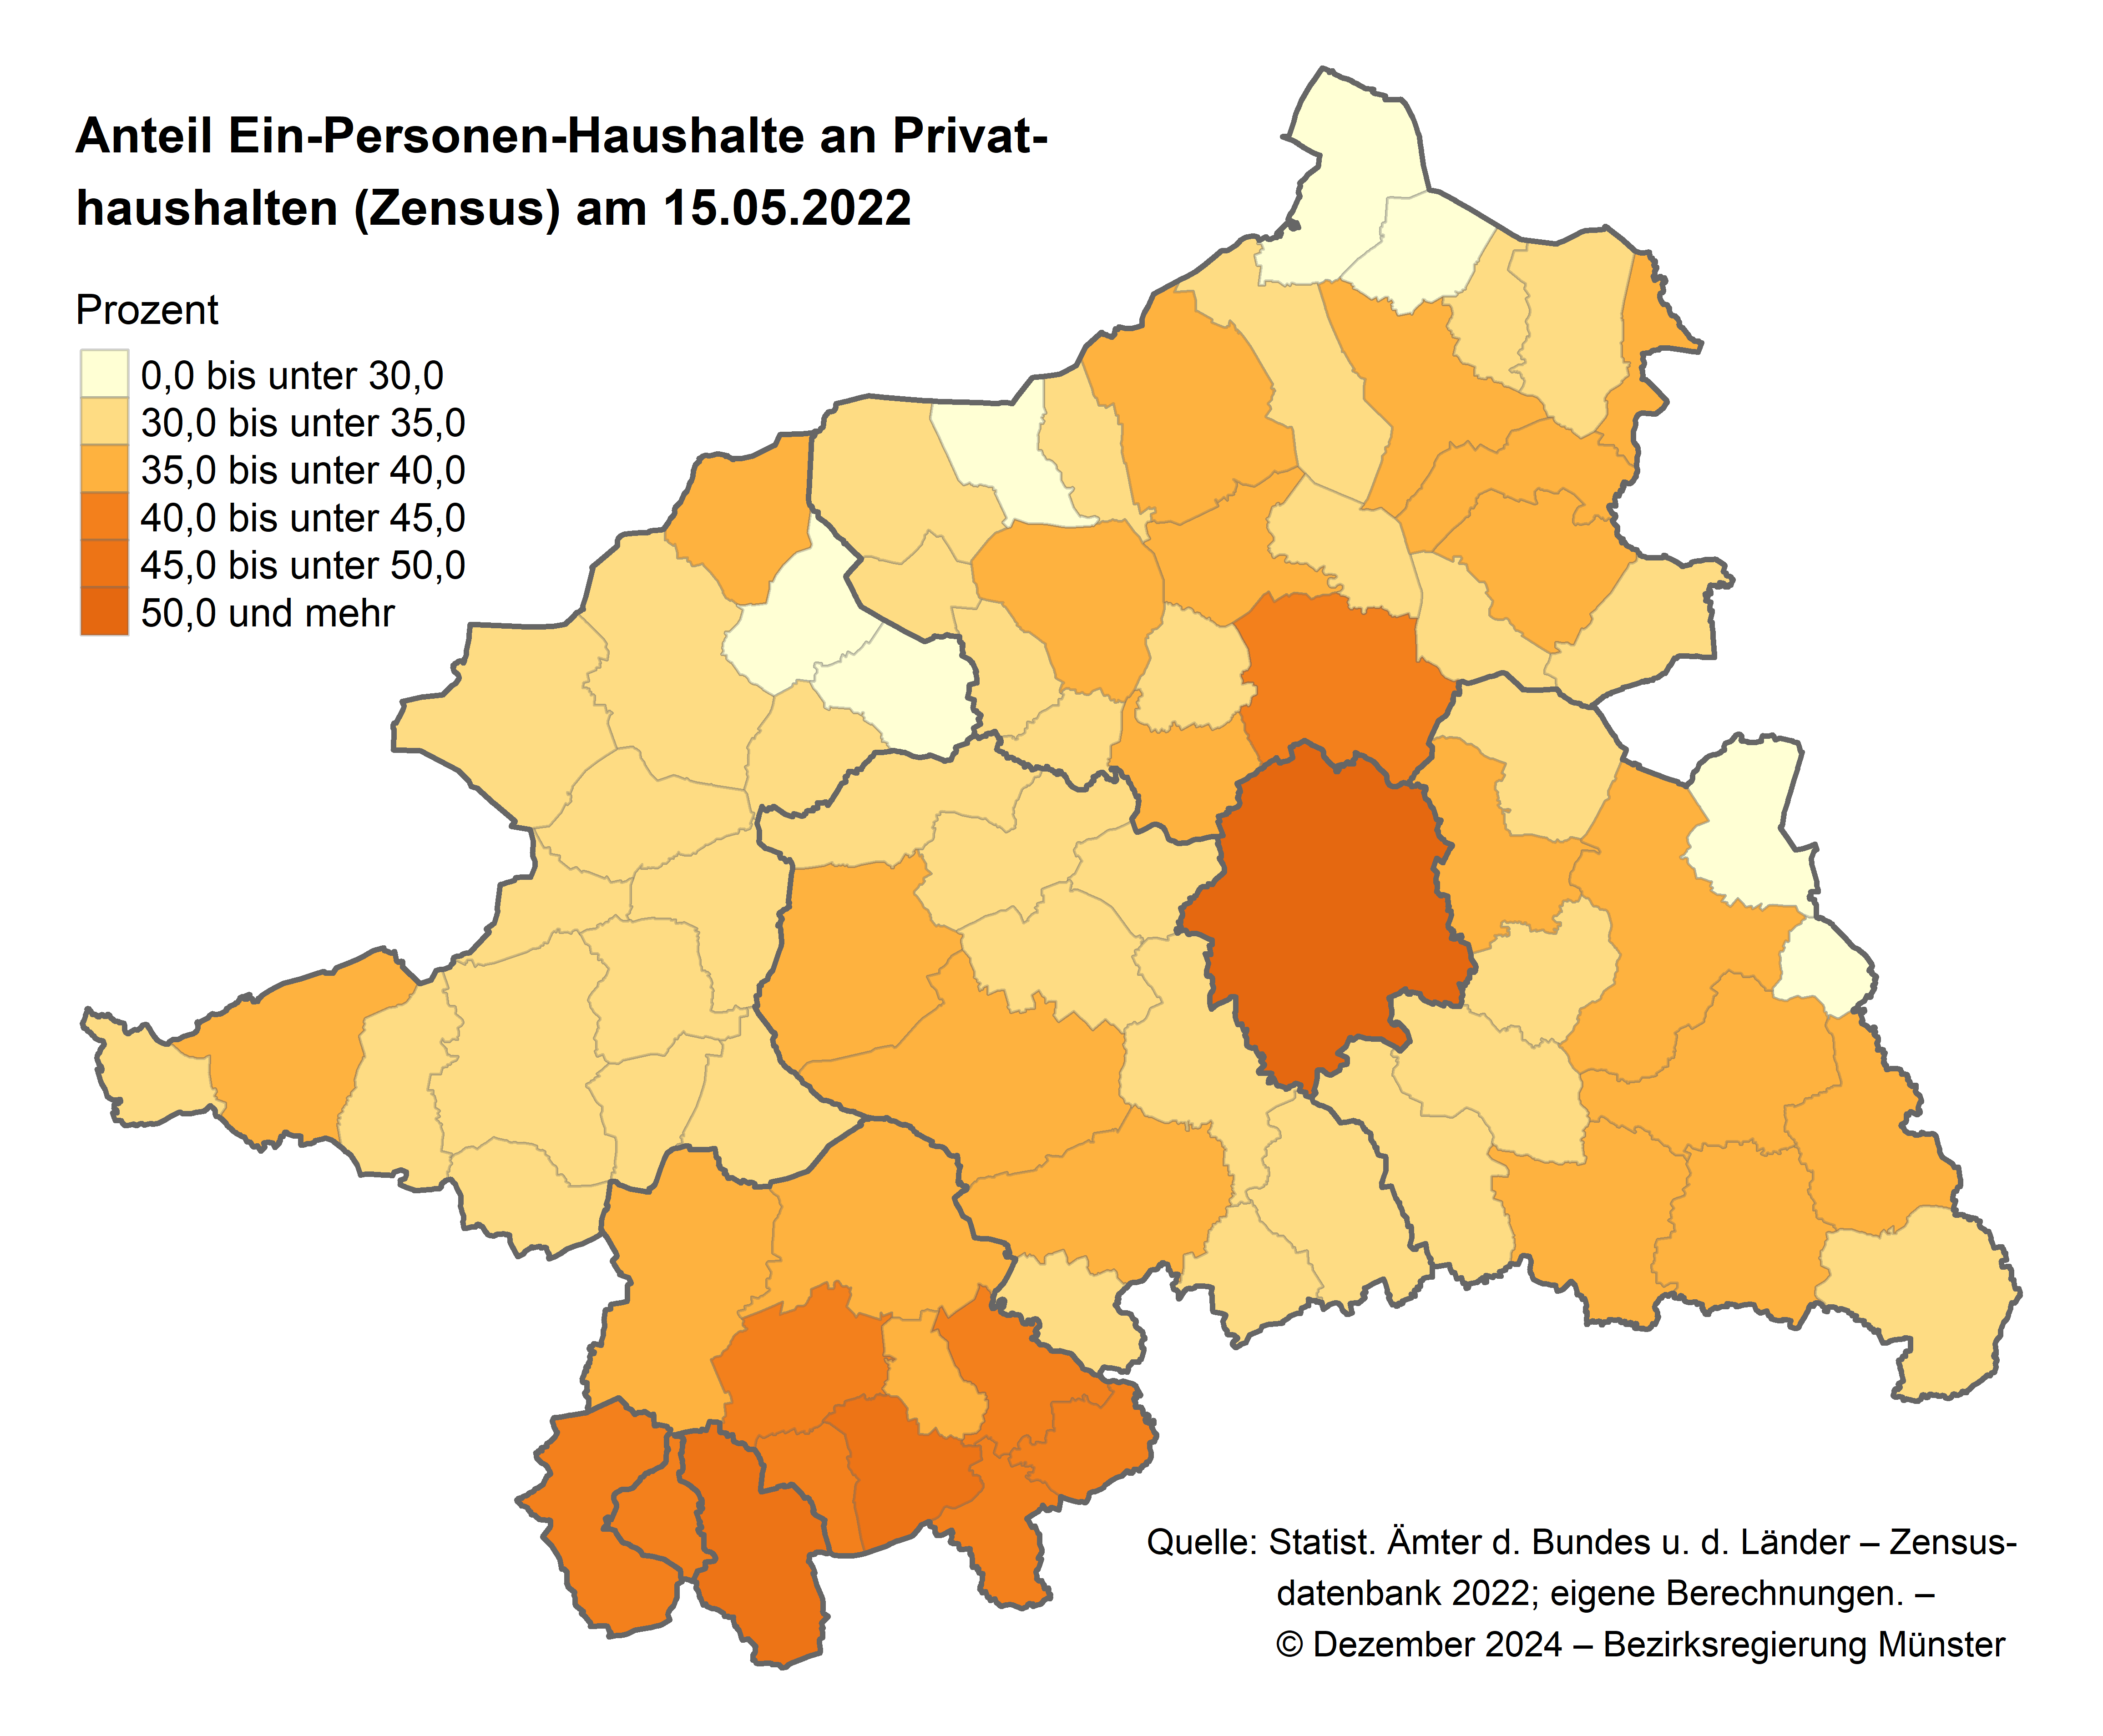 Anteil Ein-Personen-Haushalte an Privat-
haushalten (Zensus) am 15.05.2022
Prozent
0,0 bis unter 30,0
30,0 bis unter 35,0
35,0 bis unter 40,0
40,0 bis unter 45,0
45,0 bis unter 50,0
50,0 und mehr
Quelle: Statist. Ämter d. Bundes u. d. Länder – Zensus-
datenbank 2022; eigene Berechnungen. –
© Dezember 2024 – Bezirksregierung Münster